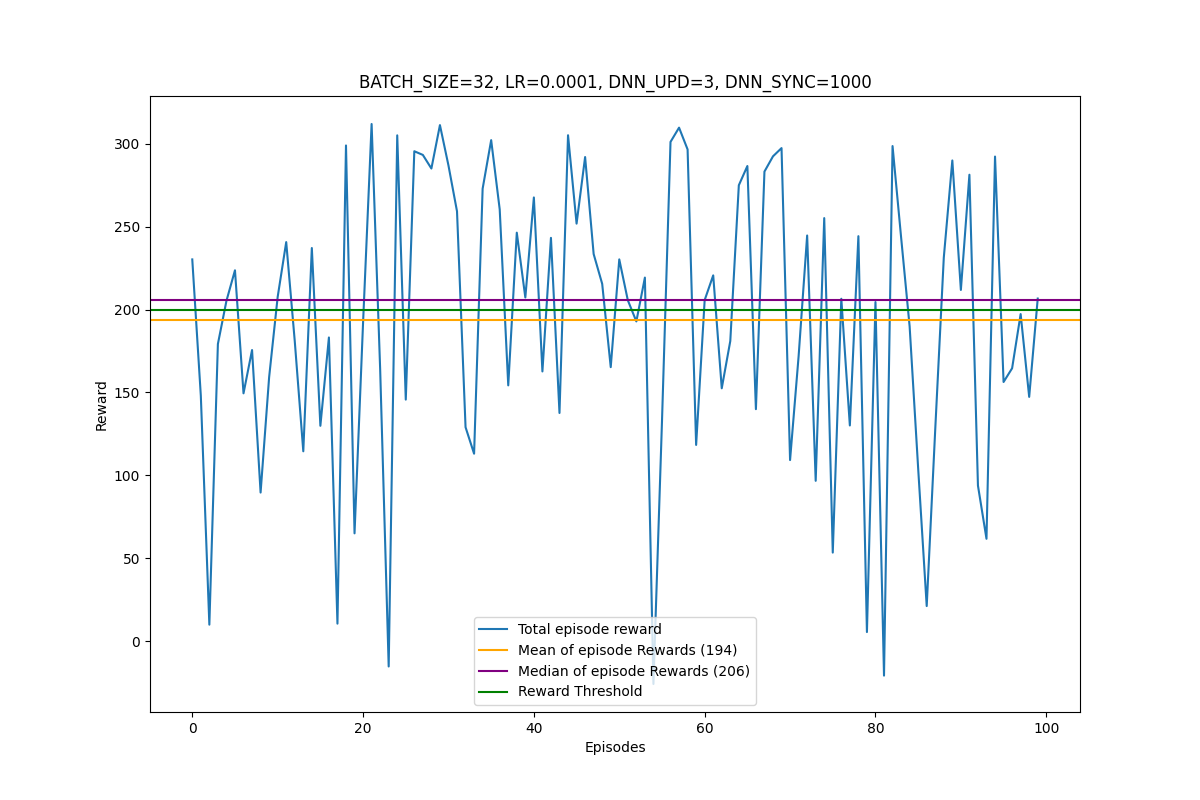 BATCH_SIZE=32, LR=0.0001, DNN_UPD=3, DNN_SYNC=1000
300
250
200
150
100
50
0
Reward
Total episode reward
Mean of episode Rewards (194)
Median of episode Rewards (206)
Reward Threshold
0 20 40 60 80 100
Episodes